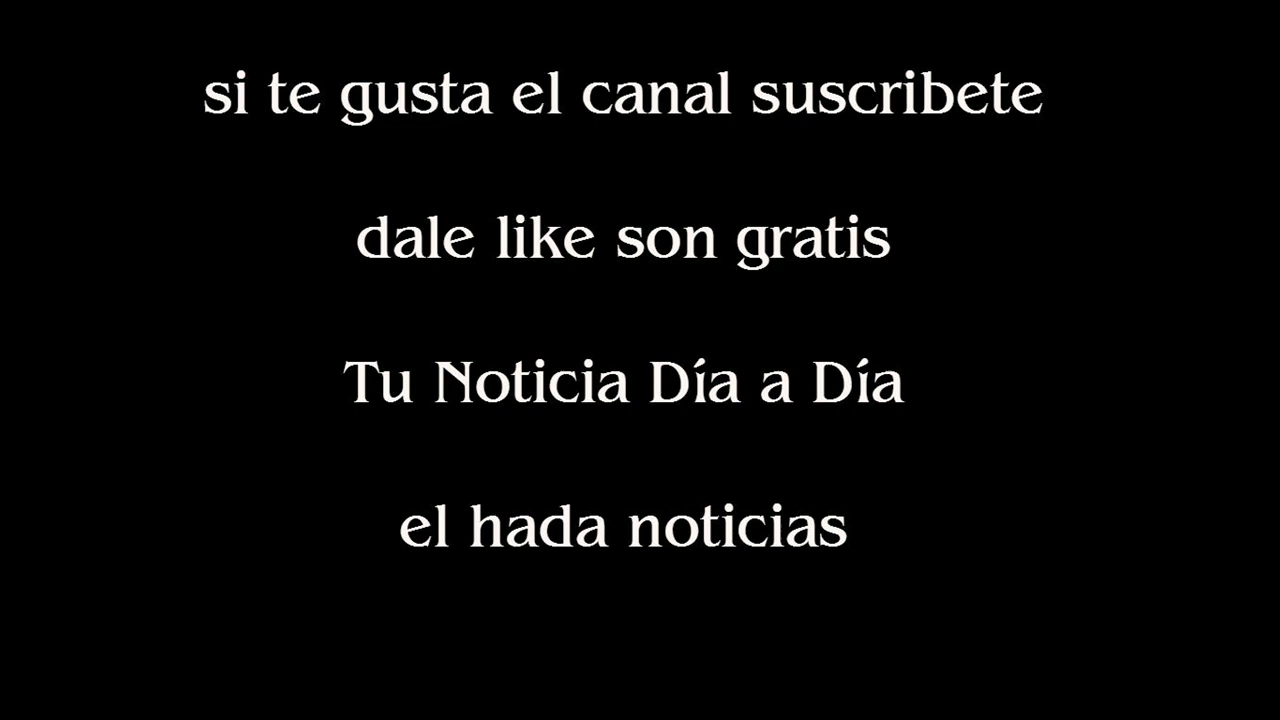 si te gusta el canal suscribete
dale like son gratis
Tu Noticia Día a Día
el hada noticias